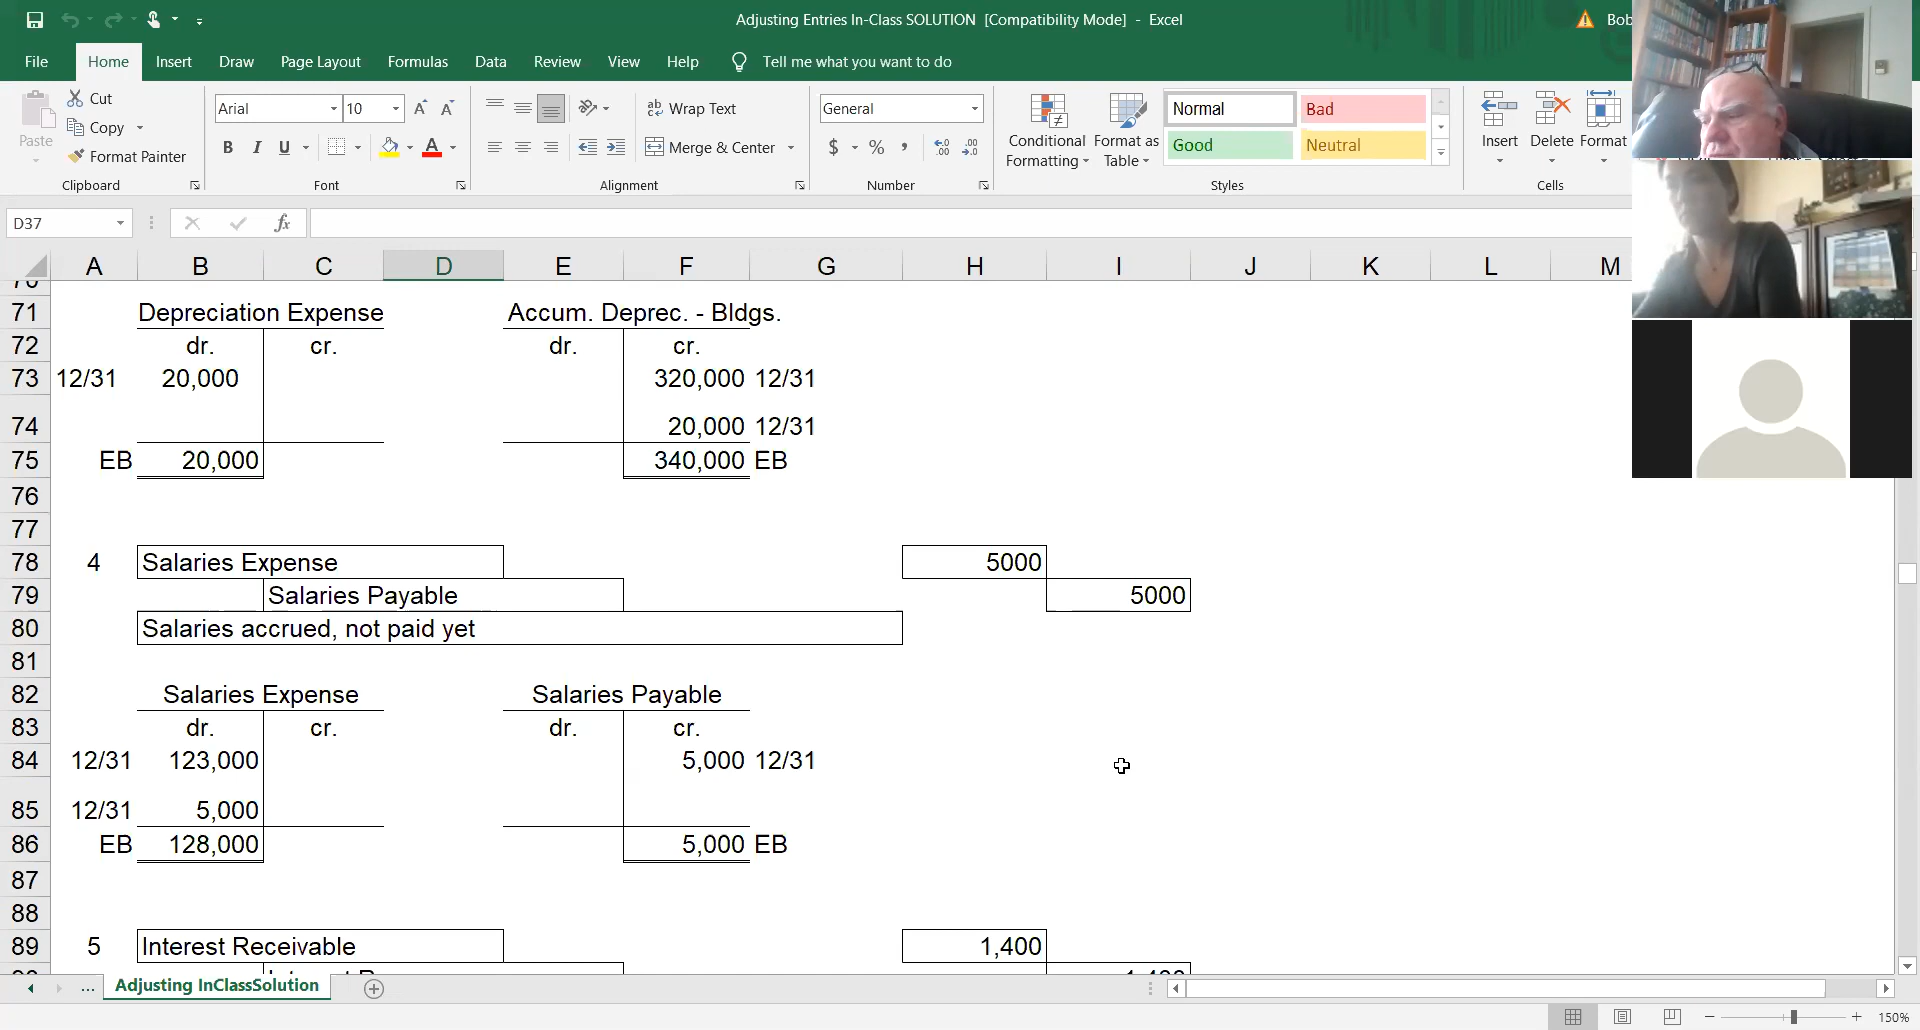 Adjusting Entries In-Class SOLUTION [Compatibility Mode] - Excel
Bob
File Home Insert Draw Page Layout Formulas Data Review View Help Tell me what you want to do
Paste
Cut
Copy
Format Painter
Clipboard
Arial 10
B I U
Font
Wrap Text
Merge & Center
Alignment
General
$ % ,
Number
Conditional Formatting
Format as Table
Normal Bad
Good Neutral
Styles
Insert Delete Format
Cells
D37 fx
A B C D E F G H I J K L M
71 Depreciation Expense Accum. Deprec. - Bldgs.
72 dr. cr. dr. cr.
73 12/31 20,000 320,000 12/31
74 20,000 12/31
75 EB 20,000 340,000 EB
76
77
78 4 Salaries Expense 5000
79 Salaries Payable 5000
80 Salaries accrued, not paid yet
81
82 Salaries Expense Salaries Payable
83 dr. cr. dr. cr.
84 12/31 123,000 5,000 12/31
85 12/31 5,000
86 EB 128,000 5,000 EB
87
88
89 5 Interest Receivable 1,400
Adjusting InClassSolution
150%